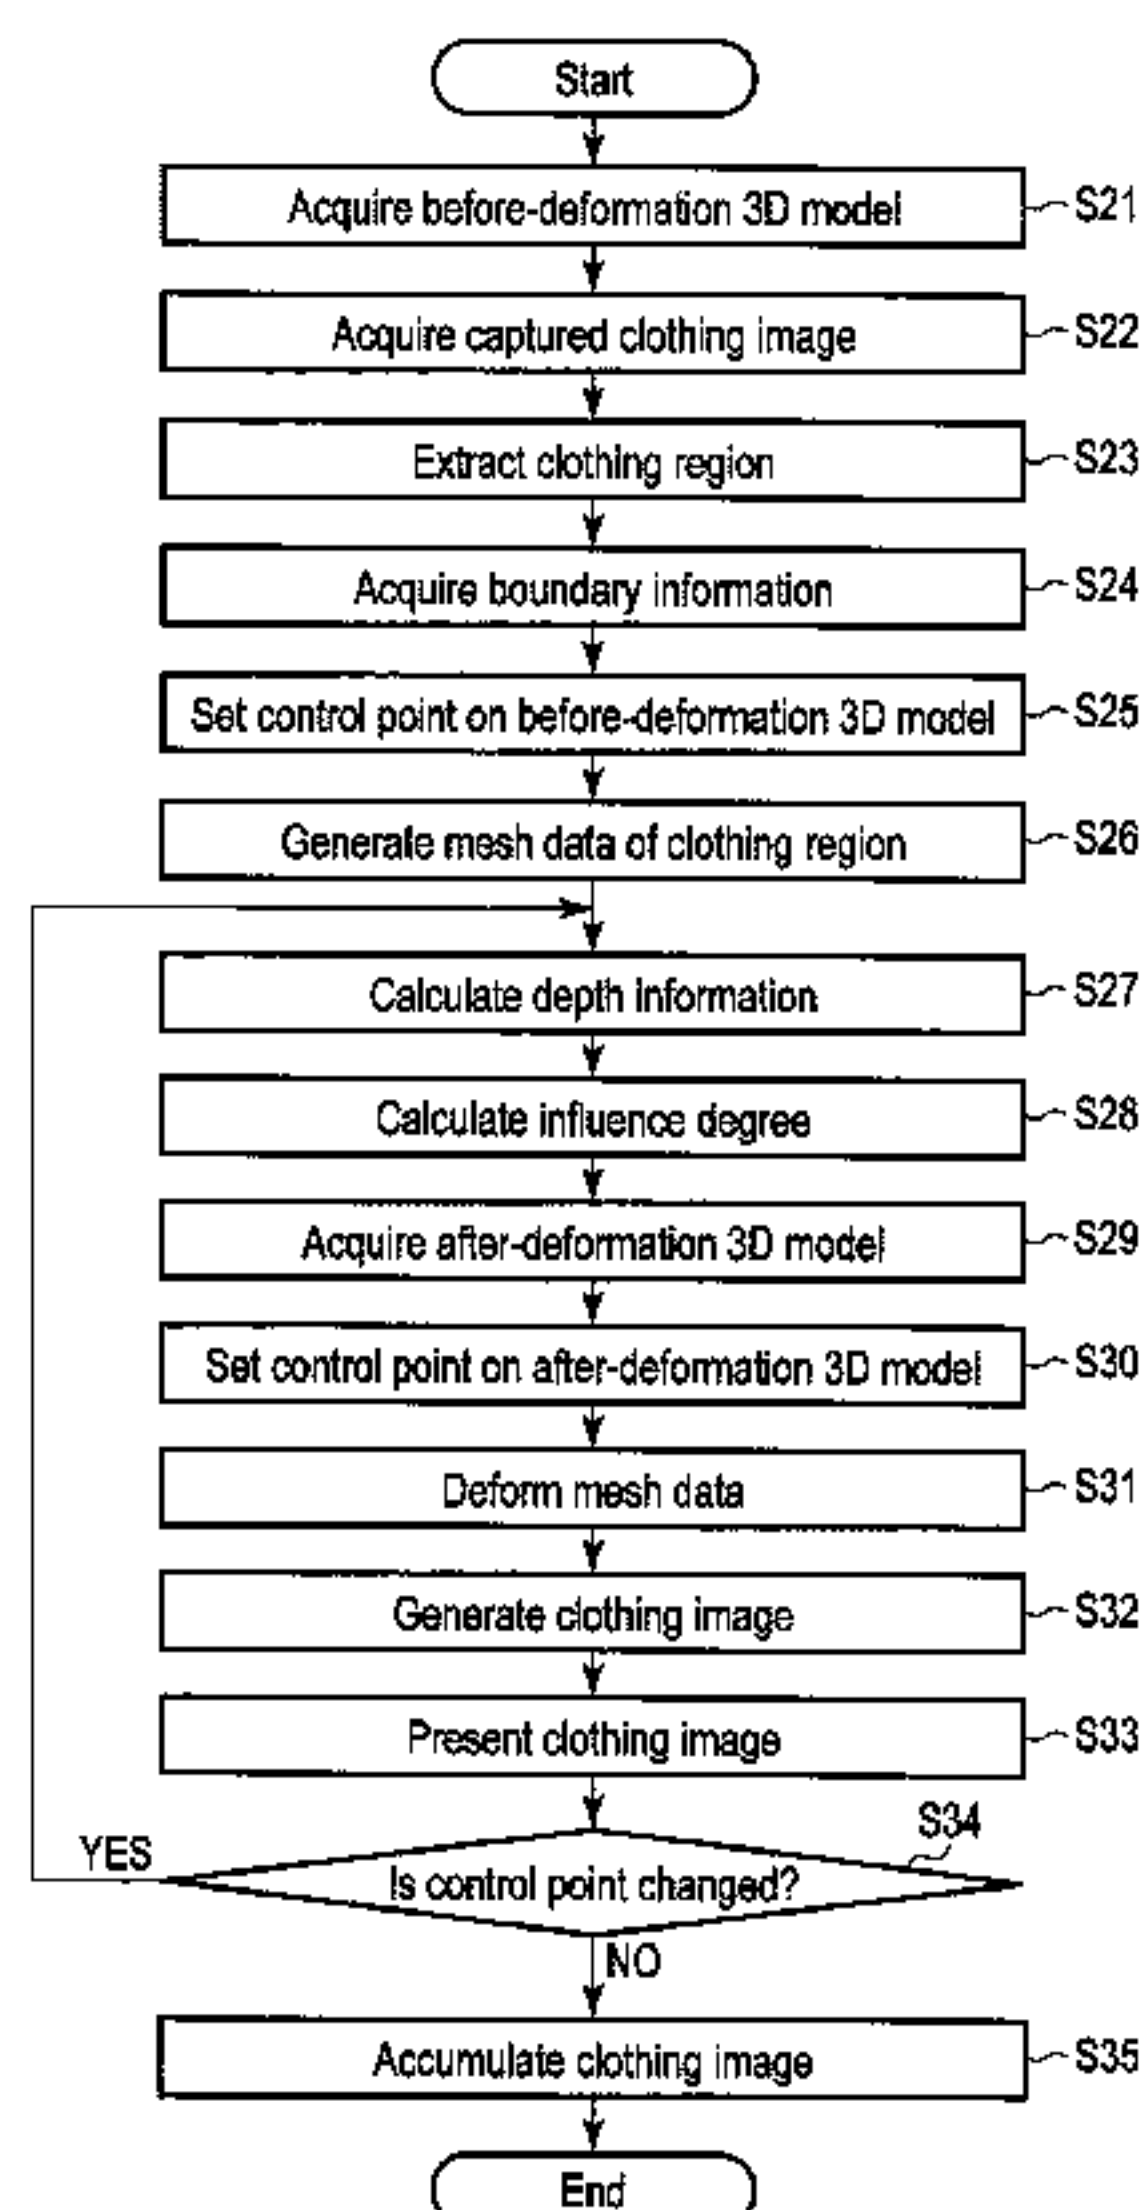 Start
Acquire before-deformation 3D model
S21
Acquire captured clothing image
S22
Extract clothing region
S23
Acquire boundary information
S24
Set control point on before-deformation 3D model
S25
Generate mesh data of clothing region
S26
Calculate depth information
S27
Calculate influence degree
S28
Acquire after-deformation 3D model
S29
Set control point on after-deformation 3D model
S30
Deform mesh data
S31
Generate clothing image
S32
Present clothing image
S33
S34
YES
Is control point changed?
NO
Accumulate clothing image
S35
End